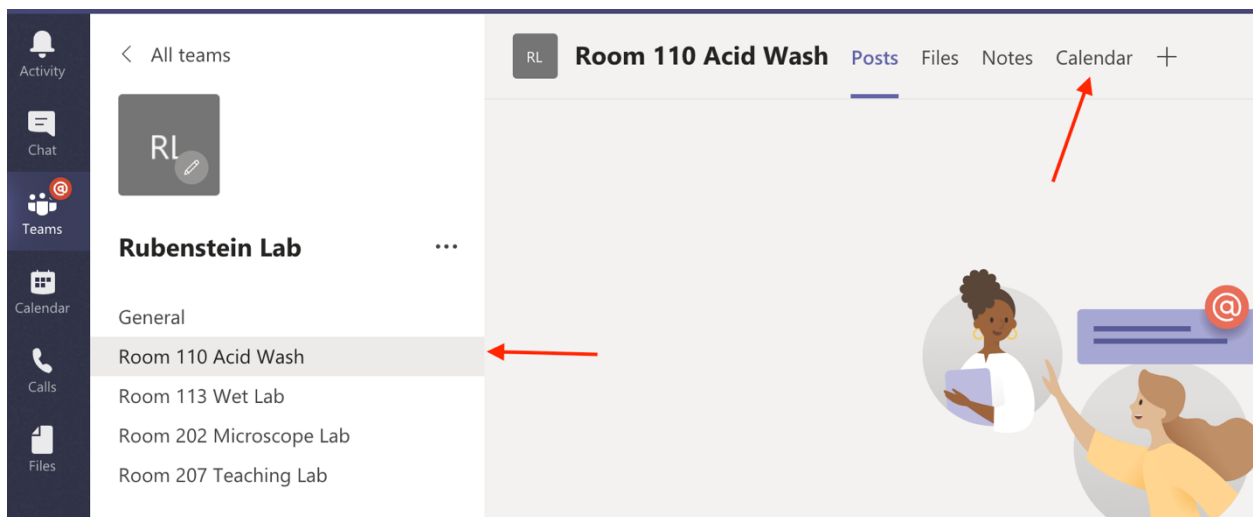 Activity
Chat
@
Teams
Calendar
Calls
Files
All teams
RL
Rubenstein Lab
General
Room 110 Acid Wash
Room 113 Wet Lab
Room 202 Microscope Lab
Room 207 Teaching Lab
RL Room 110 Acid Wash Posts Files Notes Calendar +
@